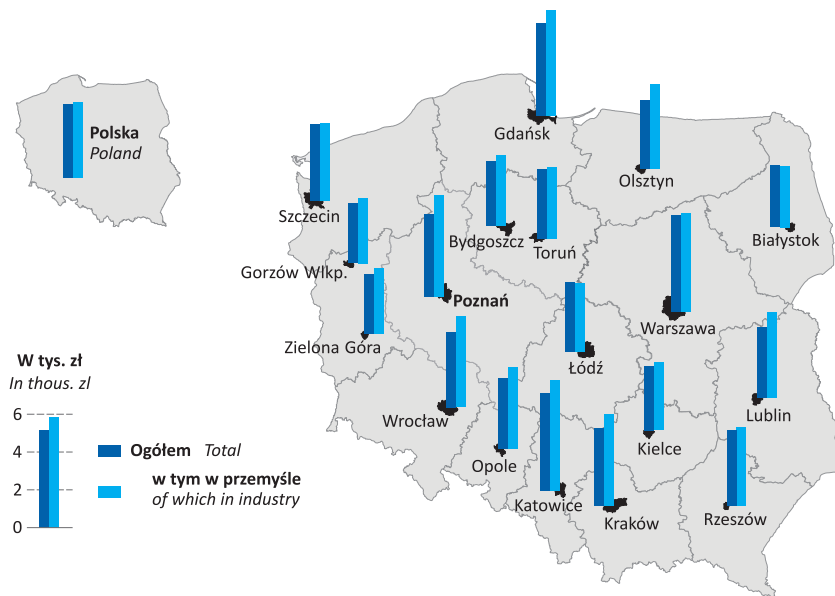 Polska
Poland
Gdańsk
Olsztyn
Szczecin
Bydgoszcz
Toruń
Białystok
Gorzów Wlkp.
Poznań
Warszawa
Zielona Góra
Łódź
W tys. zł
In thous. zl
6
4
2
0
Ogółem Total
w tym w przemyśle
of which in industry
Wrocław
Lublin
Kielce
Opole
Katowice
Kraków
Rzeszów